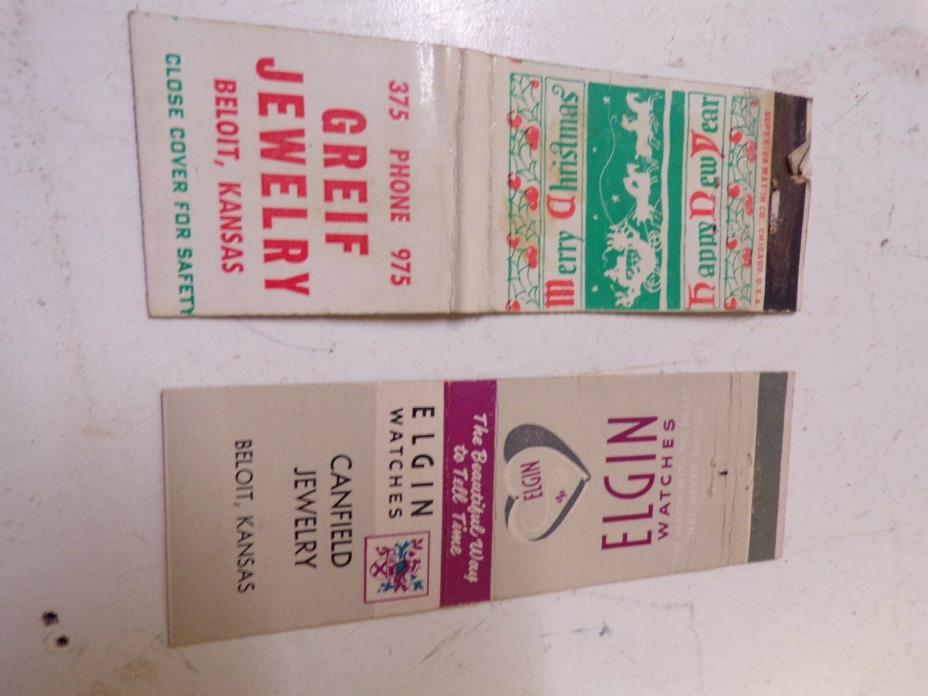 SUPERIOR MATCH CO., CHICAGO, U.S.A.
Happy New Year
Merry Christmas
375 PHONE 975
GREIF
JEWELRY
BELOIT, KANSAS
CLOSE COVER FOR SAFETY
ELGIN
WATCHES
ELGIN
The Beautiful Way
to Tell Time
ELGIN
WATCHES
CANFIELD
JEWELRY
BELOIT, KANSAS